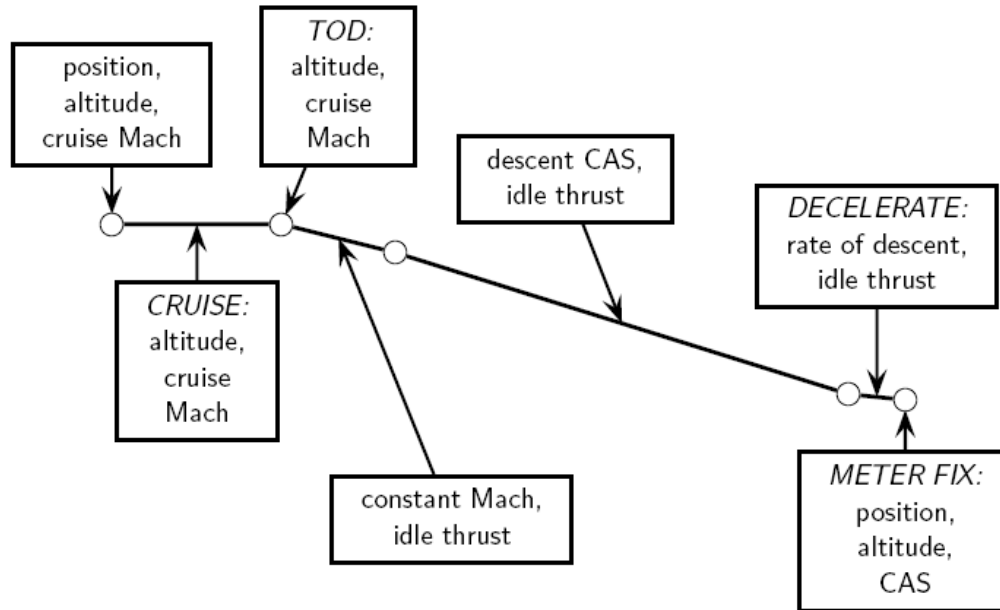 position,
altitude,
cruise Mach
TOD:
altitude,
cruise
Mach
descent CAS,
idle thrust
DECELERATE:
rate of descent,
idle thrust
CRUISE:
altitude,
cruise
Mach
constant Mach,
idle thrust
METER FIX:
position,
altitude,
CAS